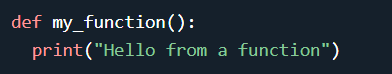 def my_function():
  print("Hello from a function")